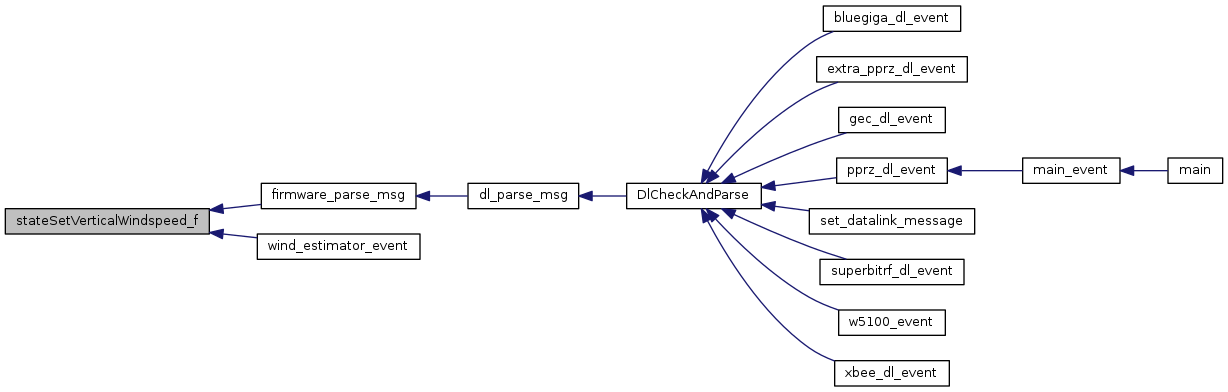 bluegiga_dl_event
extra_pprz_dl_event
gec_dl_event
pprz_dl_event
main_event
main
firmware_parse_msg
dl_parse_msg
DlCheckAndParse
stateSetVerticalWindspeed_f
set_datalink_message
wind_estimator_event
superbitrf_dl_event
w5100_event
xbee_dl_event